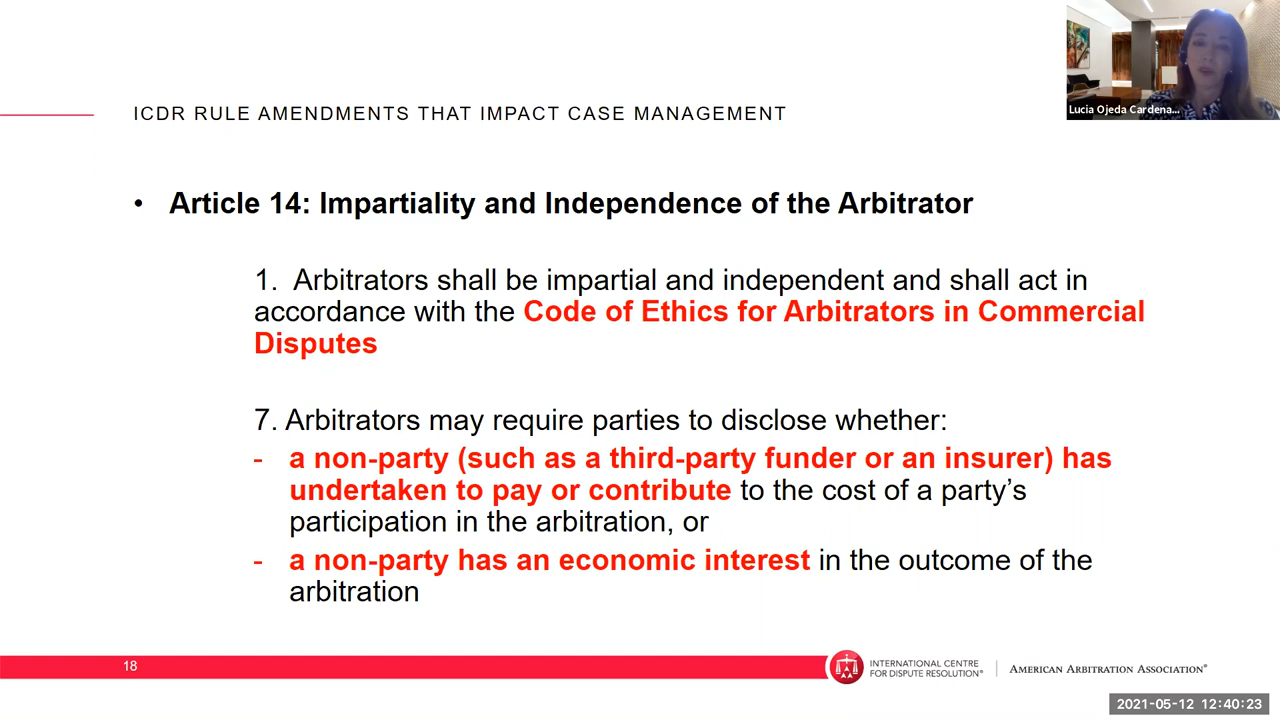 Lucia Ojeda Cardena...
ICDR RULE AMENDMENTS THAT IMPACT CASE MANAGEMENT
• Article 14: Impartiality and Independence of the Arbitrator
1. Arbitrators shall be impartial and independent and shall act in
accordance with the Code of Ethics for Arbitrators in Commercial
Disputes
7. Arbitrators may require parties to disclose whether:
- a non-party (such as a third-party funder or an insurer) has
undertaken to pay or contribute to the cost of a party’s
participation in the arbitration, or
- a non-party has an economic interest in the outcome of the
arbitration
18
INTERNATIONAL CENTRE
FOR DISPUTE RESOLUTION®
AMERICAN ARBITRATION ASSOCIATION®
2021-05-12 12:40:23